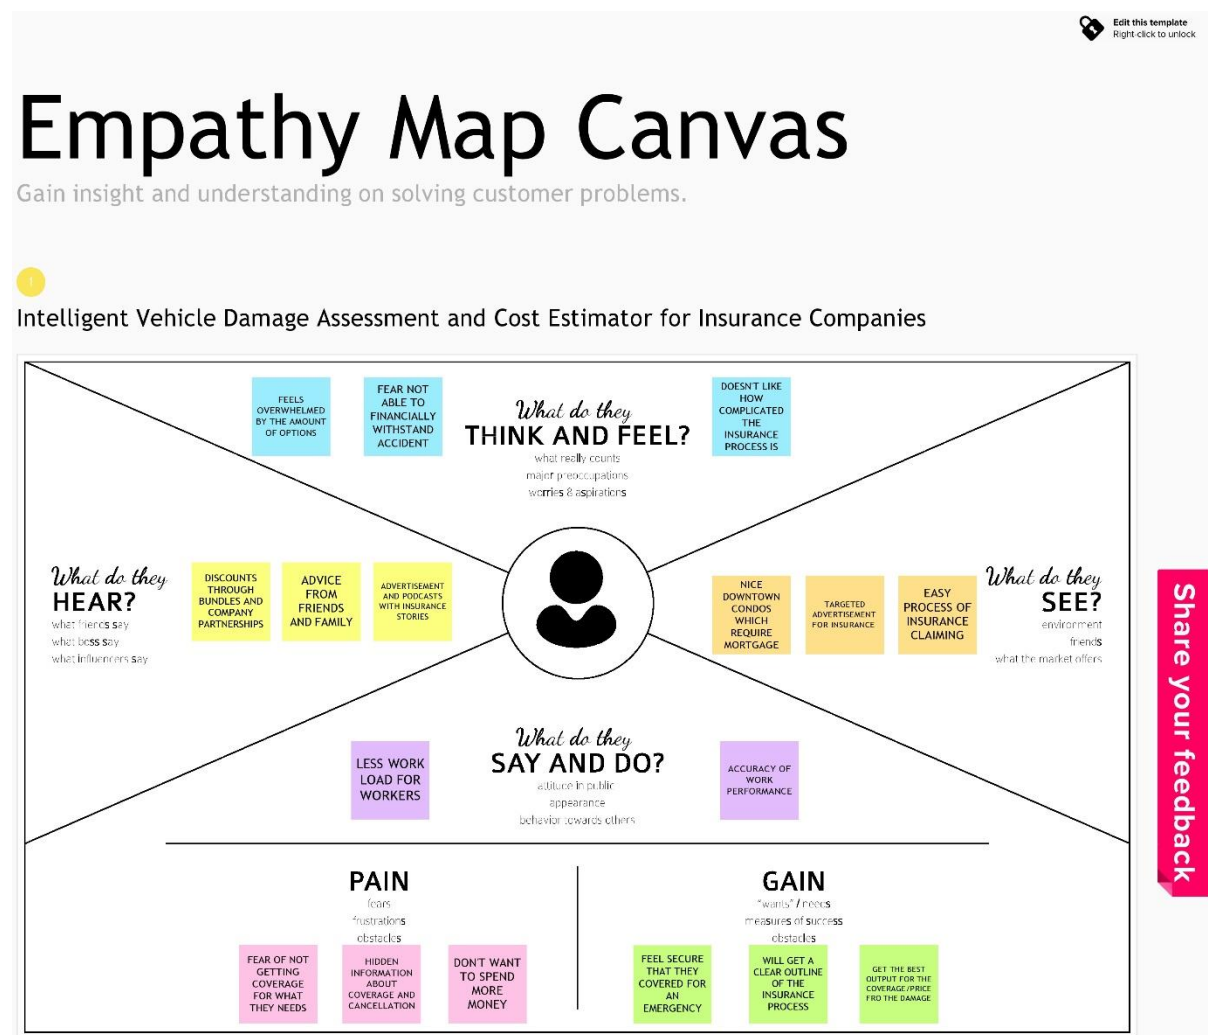 Edit this template
Right-click to unlock
Empathy Map Canvas
Gain insight and understanding on solving customer problems.
1
Intelligent Vehicle Damage Assessment and Cost Estimator for Insurance Companies
FEELS
OVERWHELMED
BY THE AMOUNT
OF OPTIONS
FEAR NOT
ABLE TO
FINANCIALLY
WITHSTAND
ACCIDENT
What do they
THINK AND FEEL?
what really counts
major preoccupations
worries & aspirations
DOESN'T LIKE
HOW
COMPLICATED
THE
INSURANCE
PROCESS IS
What do they
HEAR?
what friends say
what boss say
what influencers say
DISCOUNTS
THROUGH
BUNDLES AND
COMPANY
PARTNERSHIPS
ADVICE
FROM
FRIENDS
AND FAMILY
ADVERTISEMENT
AND PODCASTS
WITH INSURANCE
STORIES
NICE
DOWNTOWN
CONDOS
WHICH
REQUIRE
MORTGAGE
TARGETED
ADVERTISEMENT
FOR INSURANCE
EASY
PROCESS OF
INSURANCE
CLAIMING
What do they
SEE?
environment
friends
what the market offers
Share your feedback
LESS WORK
LOAD FOR
WORKERS
What do they
SAY AND DO?
attitude in public
appearance
behavior towards others
ACCURACY OF
WORK
PERFORMANCE
PAIN
fears
frustrations
obstacles
FEAR OF NOT
GETTING
COVERAGE
FOR WHAT
THEY NEEDS
HIDDEN
INFORMATION
ABOUT
COVERAGE AND
CANCELLATION
DON'T WANT
TO SPEND
MORE
MONEY
GAIN
"wants" / needs
measures of success
obstacles
FEEL SECURE
THAT THEY
COVERED FOR
AN
EMERGENCY
WILL GET A
CLEAR OUTLINE
OF THE
INSURANCE
PROCESS
GET THE BEST
OUTPUT FOR THE
COVERAGE/PRICE
FRO THE DAMAGE